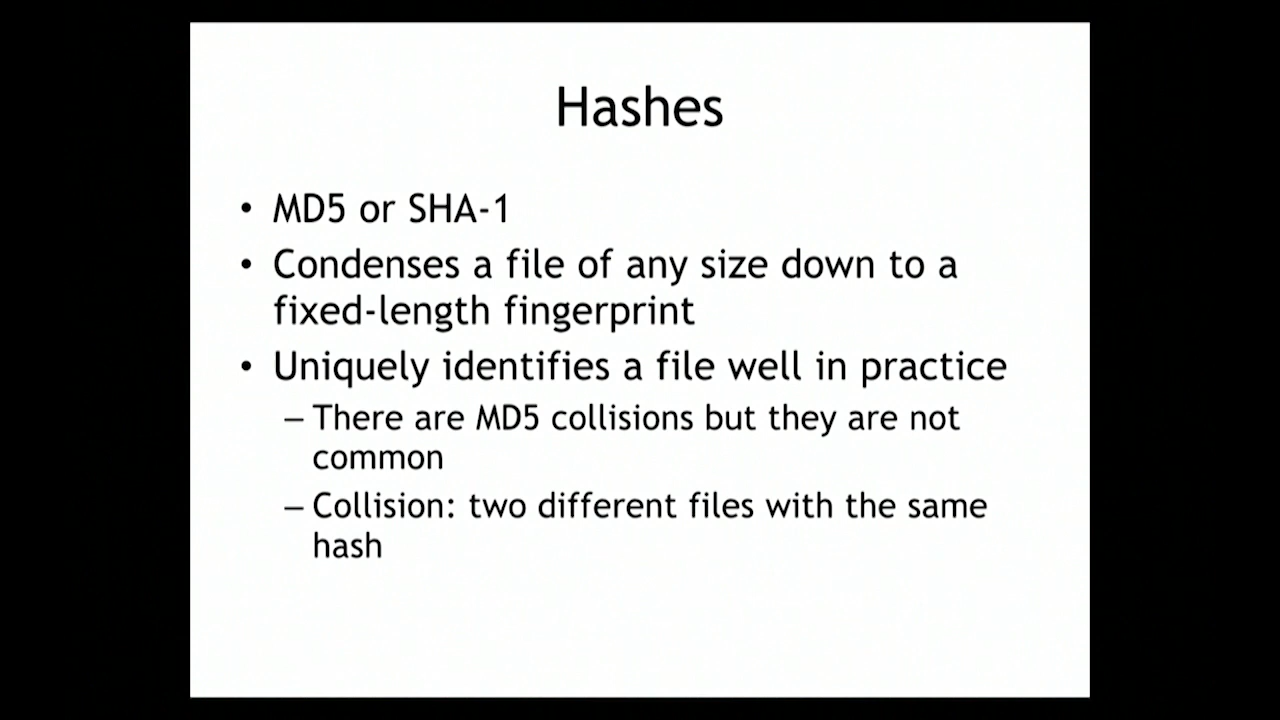 Hashes
• MD5 or SHA-1
• Condenses a file of any size down to a
fixed-length fingerprint
• Uniquely identifies a file well in practice
– There are MD5 collisions but they are not
common
– Collision: two different files with the same
hash